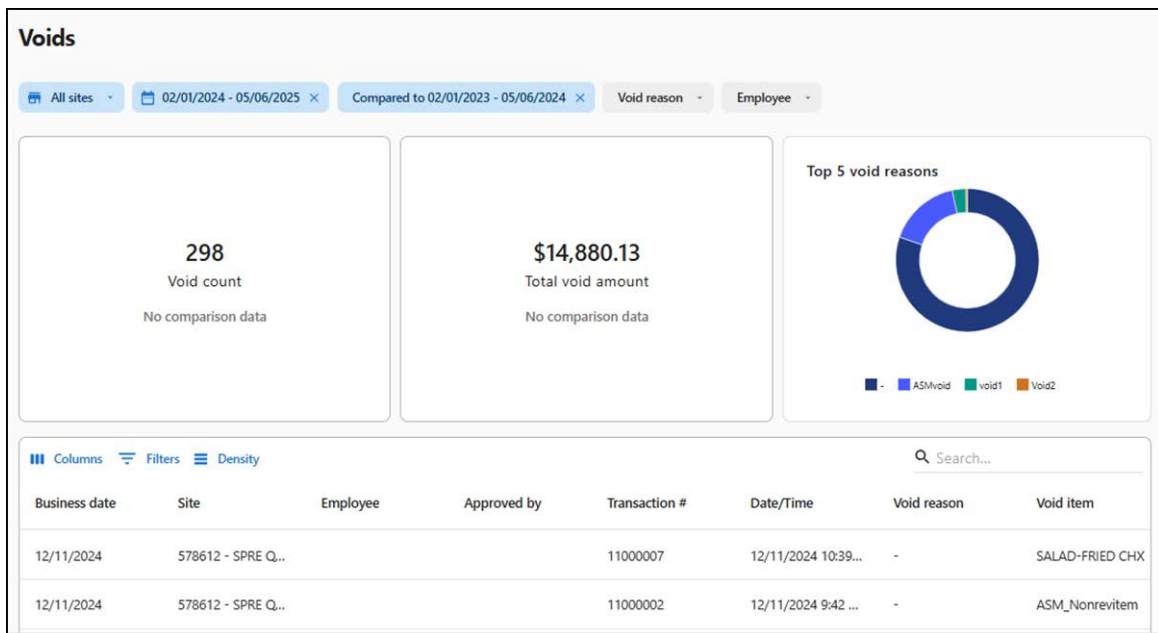 Voids
All sites
02/01/2024 - 05/06/2025
Compared to 02/01/2023 - 05/06/2024
Void reason
Employee
298
Void count
No comparison data
$14,880.13
Total void amount
No comparison data
Top 5 void reasons
- ASMvoid void1 Void2
Columns Filters Density
Search...
Business date Site Employee Approved by Transaction # Date/Time Void reason Void item
12/11/2024 578612 - SPRE Q... 11000007 12/11/2024 10:39... - SALAD-FRIED CHX
12/11/2024 578612 - SPRE Q... 11000002 12/11/2024 9:42 ... - ASM_Nonrevitem